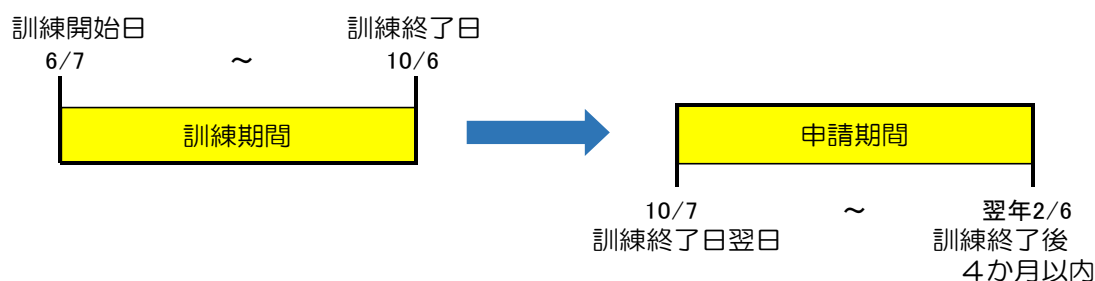 訓練開始日 訓練終了日
6/7 ～ 10/6
訓練期間
申請期間
10/7 ～ 翌年2/6
訓練終了日翌日 訓練終了後
４か月以内